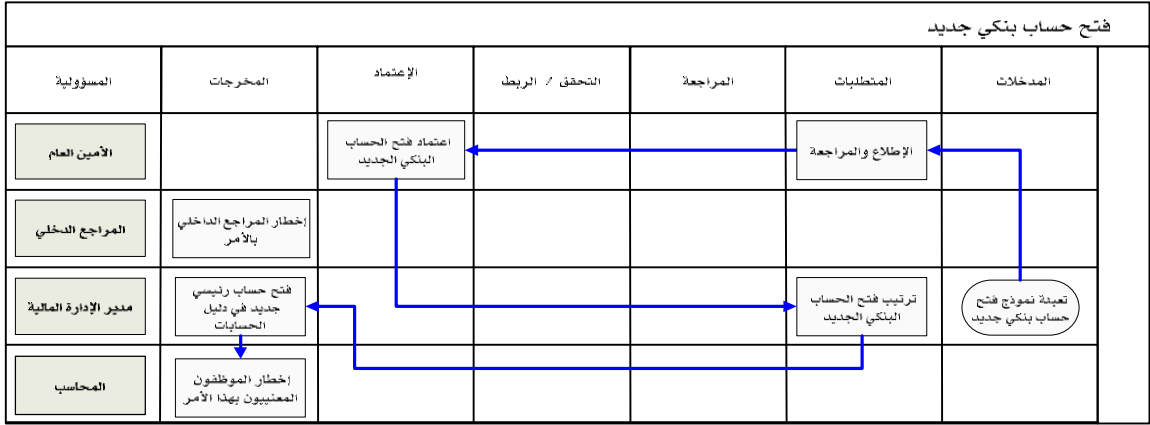 فتح حساب بنكي جديد
المدخلات
المتطلبات
المراجعة
التحقق / الربط
الإعتماد
المخرجات
المسؤولية
الإطلاع والمراجعة
اعتماد فتح الحساب
البنكي الجديد
الأمين العام
إخطار المراجع الداخلي
بالأمر
المراجع الدخلي
تعبئة نموذج فتح
حساب بنكي جديد
ترتيب فتح الحساب
البنكي الجديد
فتح حساب رئيسي
جديد في دليل
الحسابات
مدير الإدارة المالية
إخطار الموظفون
المعنييون بهذا الأمر
المحاسب